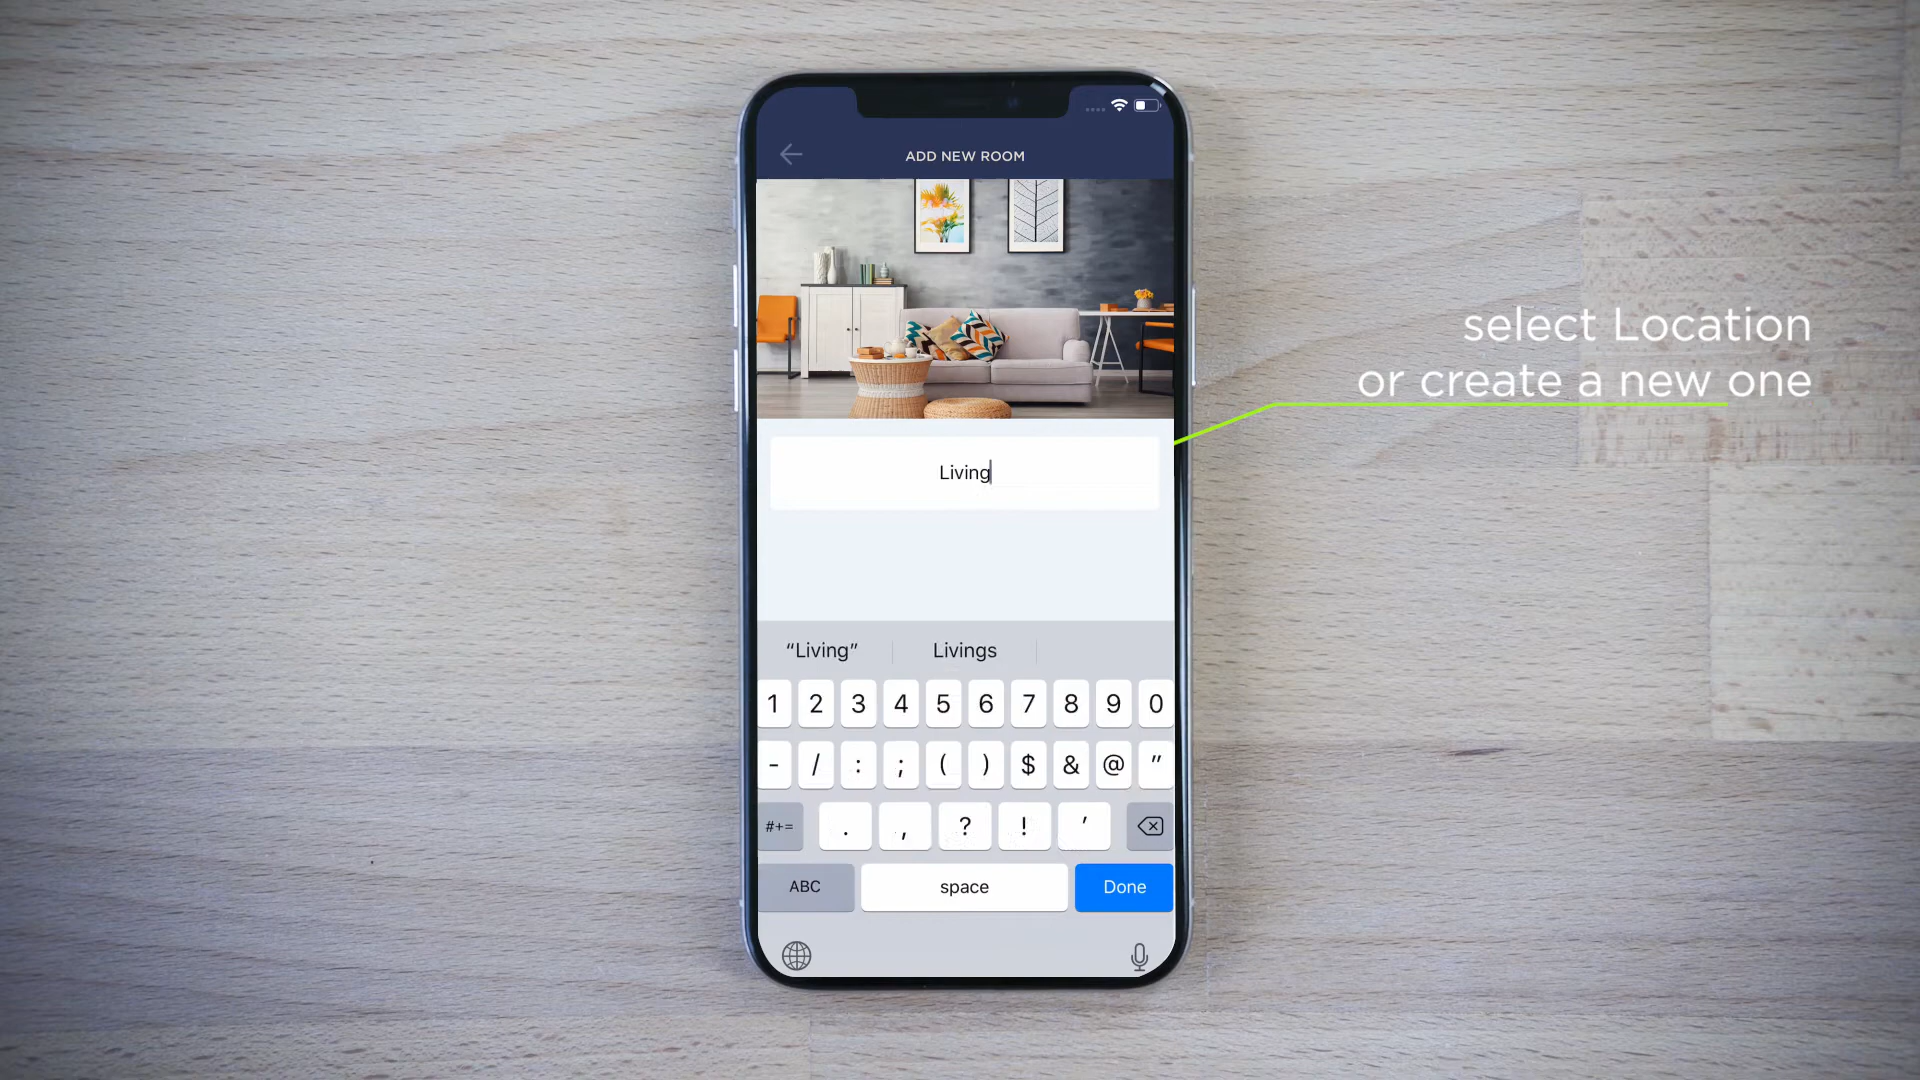 ADD NEW ROOM
select Location
or create a new one
Living
“Living” Livings
1 2 3 4 5 6 7 8 9 0
- / : ; ( ) $ & @ "
#+= . , ? ! '
ABC space Done